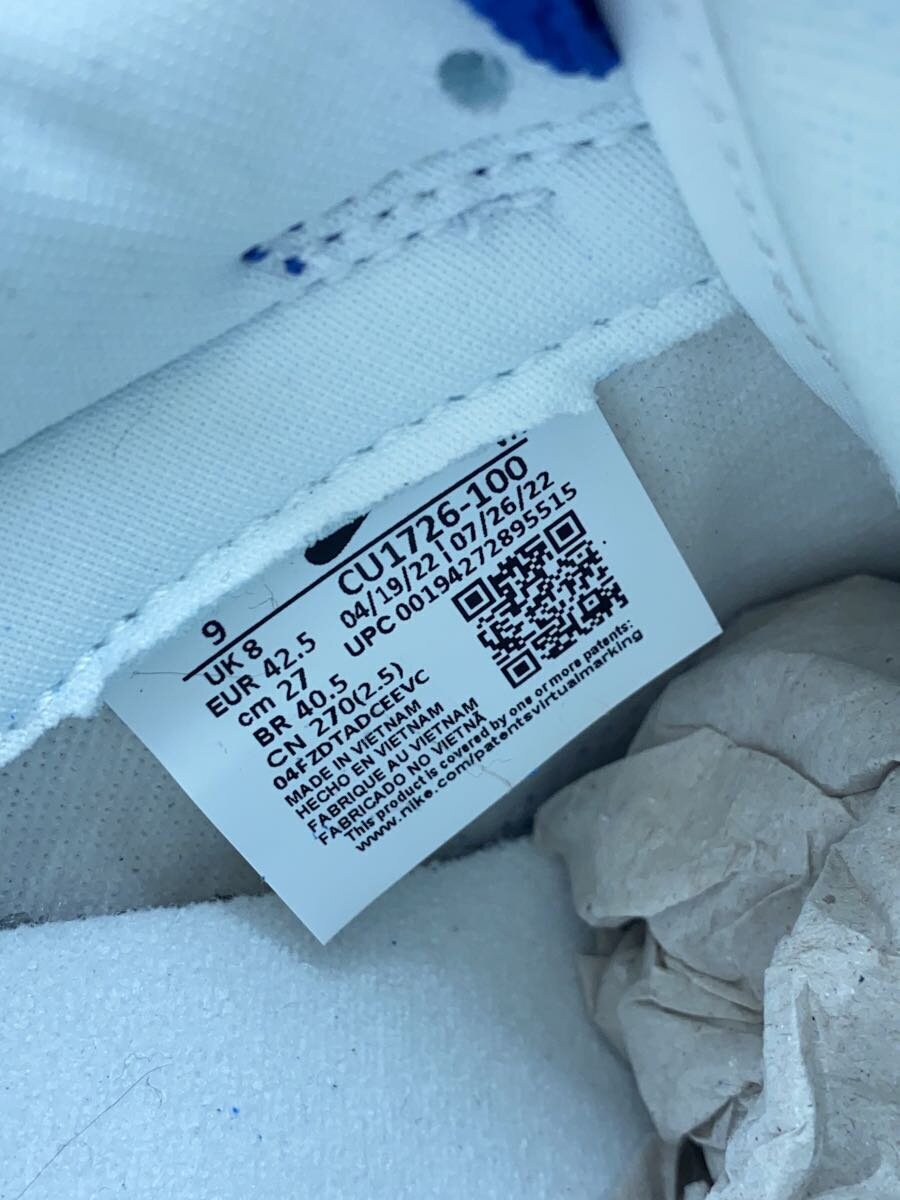 9
CU1726-100
UK 8
04/19/22 | 07/26/22
EUR 42.5
UPC 00194272895515
cm 27
BR 40.5
CN 270(2.5)
04FZDTADCEEVC
MADE IN VIETNAM
HECHO EN VIETNAM
FABRIQUE AU VIETNAM
FABRICADO NO VIETNÃ
This product is covered by one or more patents:
www.nike.com/patentsvirtualmarking